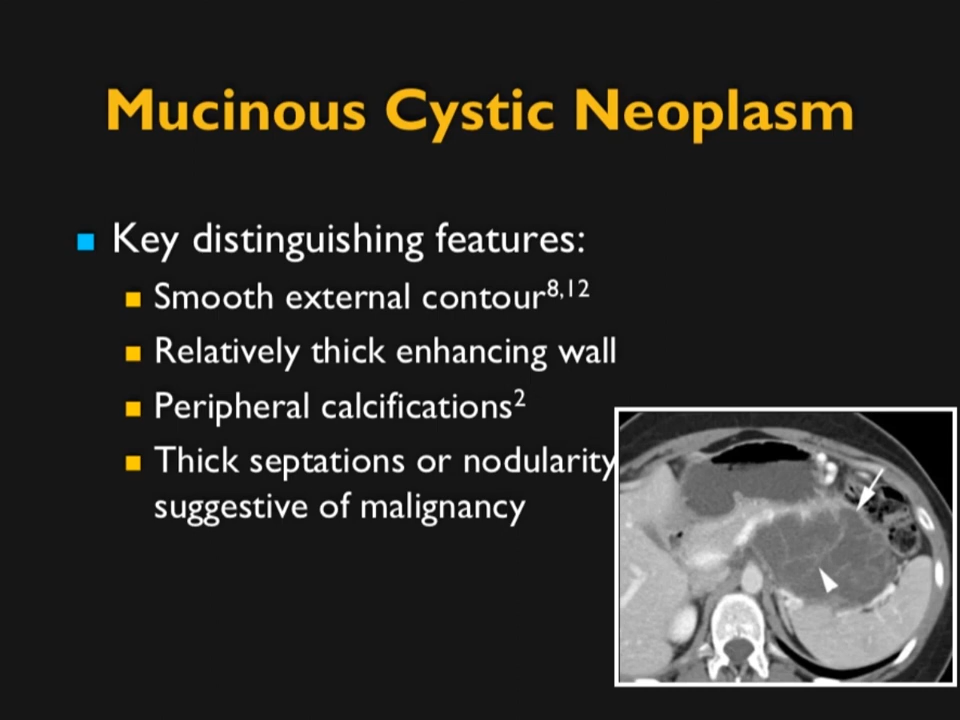 Mucinous Cystic Neoplasm
Key distinguishing features:
Smooth external contour8,12
Relatively thick enhancing wall
Peripheral calcifications2
Thick septations or nodularity
suggestive of malignancy